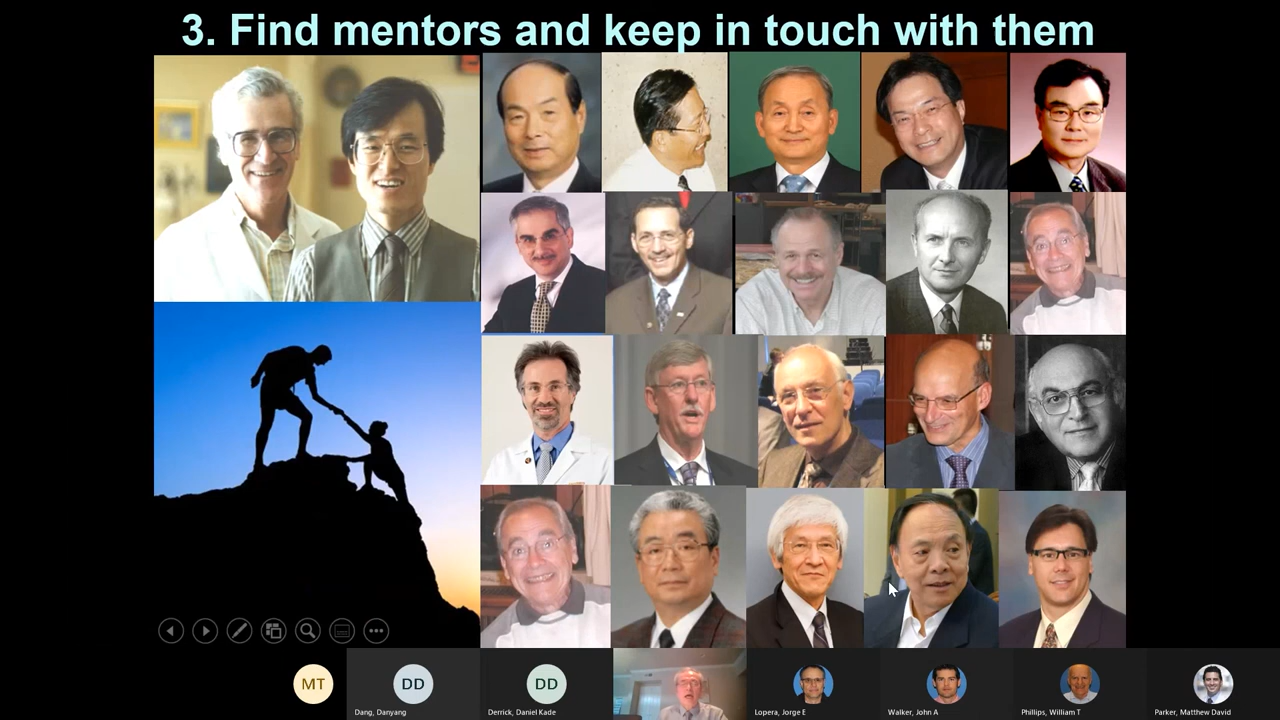 3. Find mentors and keep in touch with them
MT
DD
DD
Dang, Danyang
Derrick, Daniel Kade
Lopera, Jorge E
Walker, John A
Phillips, William T
Parker, Matthew David